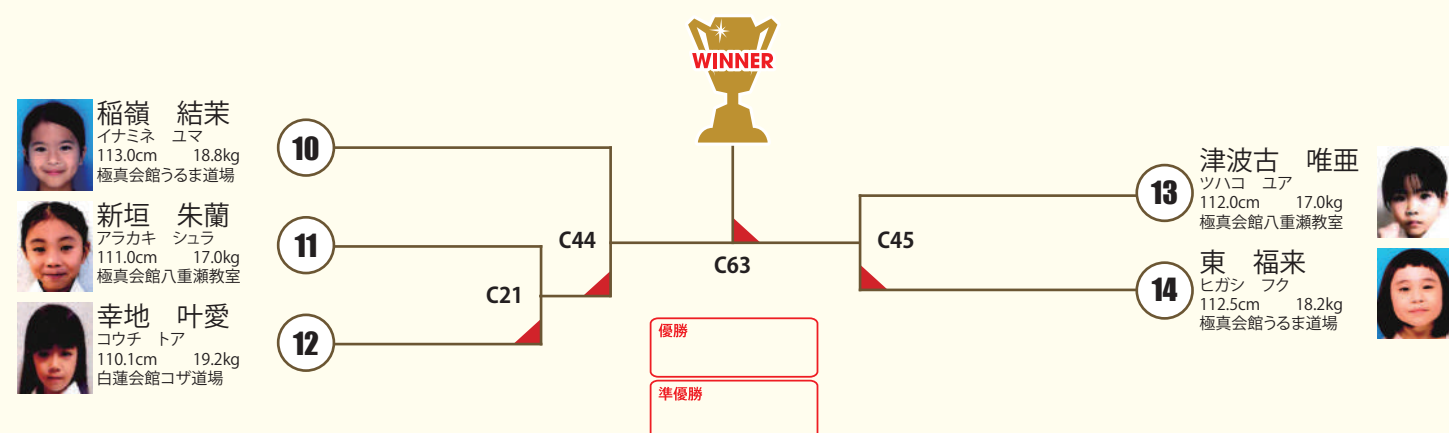 WINNER
稲嶺　結茉
イナミネ　ユマ
113.0cm　18.8kg
極真会館うるま道場
10
新垣　朱蘭
アラカキ　シュラ
111.0cm　17.0kg
極真会館八重瀬教室
11
幸地　叶愛
コウチ　トア
110.1cm　19.2kg
白蓮会館コザ道場
12
C21
C44
C63
C45
13
津波古　唯亜
ツハコ　ユア
112.0cm　17.0kg
極真会館八重瀬教室
14
東　福来
ヒガシ　フク
112.5cm　18.2kg
極真会館うるま道場
優勝
準優勝